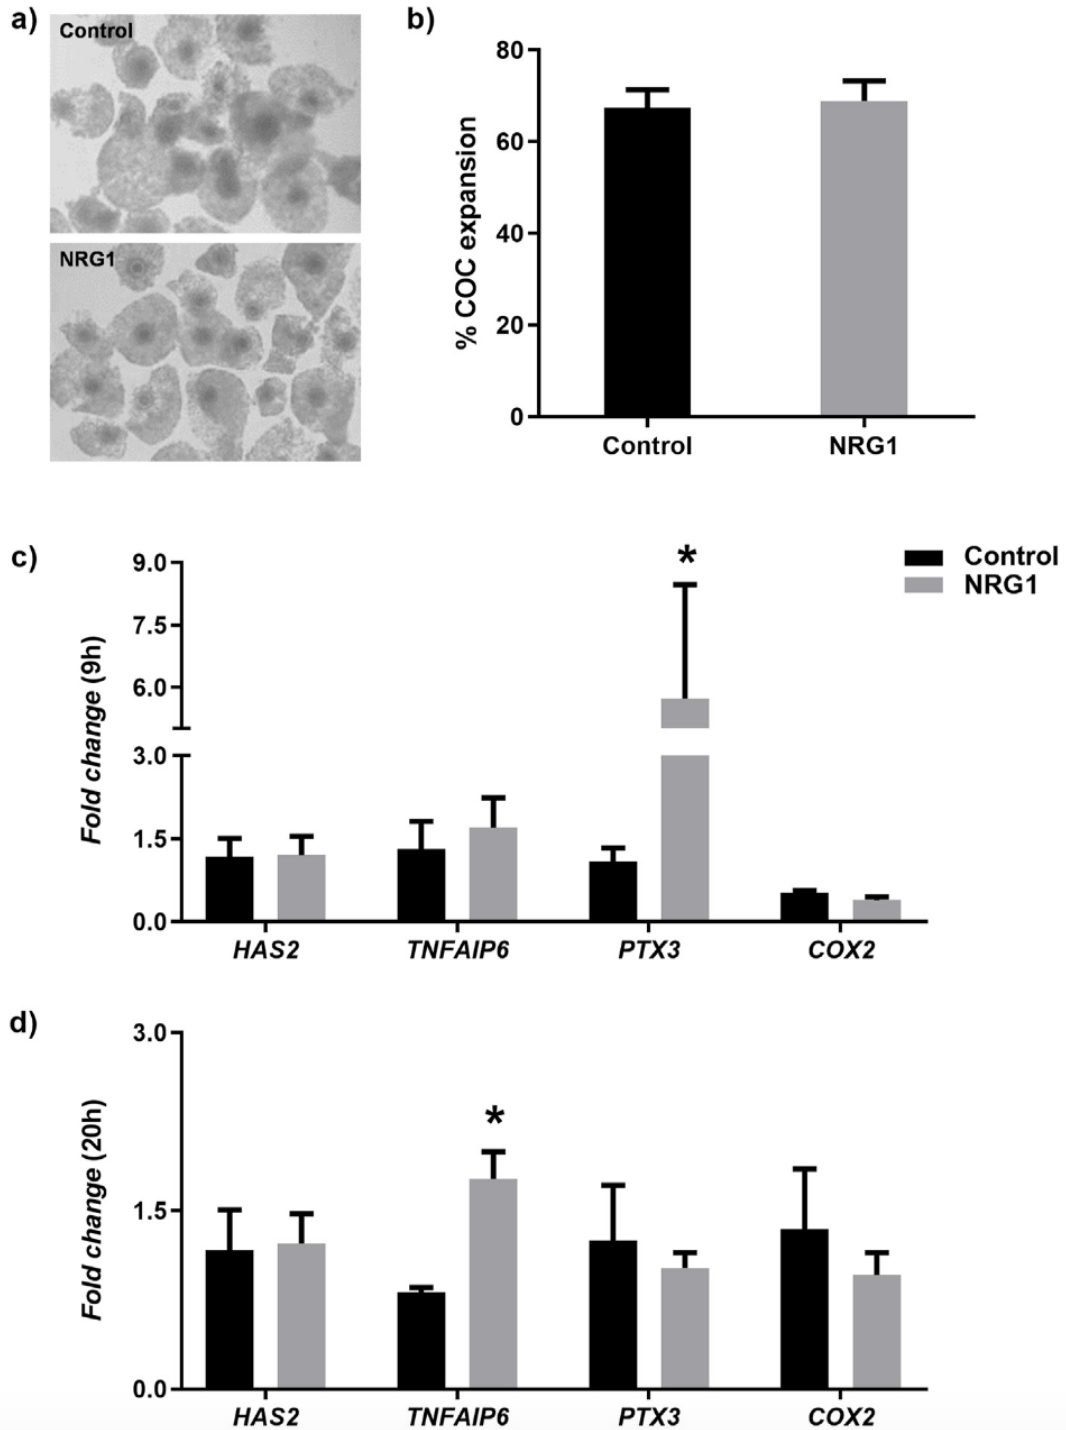 a)
Control
NRG1
b)
80
60
40
20
0
% COC expansion
Control NRG1
c)
Control
NRG1
*
9.0
7.5
6.0
3.0
1.5
0.0
Fold change (9h)
HAS2 TNFAIP6 PTX3 COX2
d)
*
3.0
1.5
0.0
Fold change (20h)
HAS2 TNFAIP6 PTX3 COX2